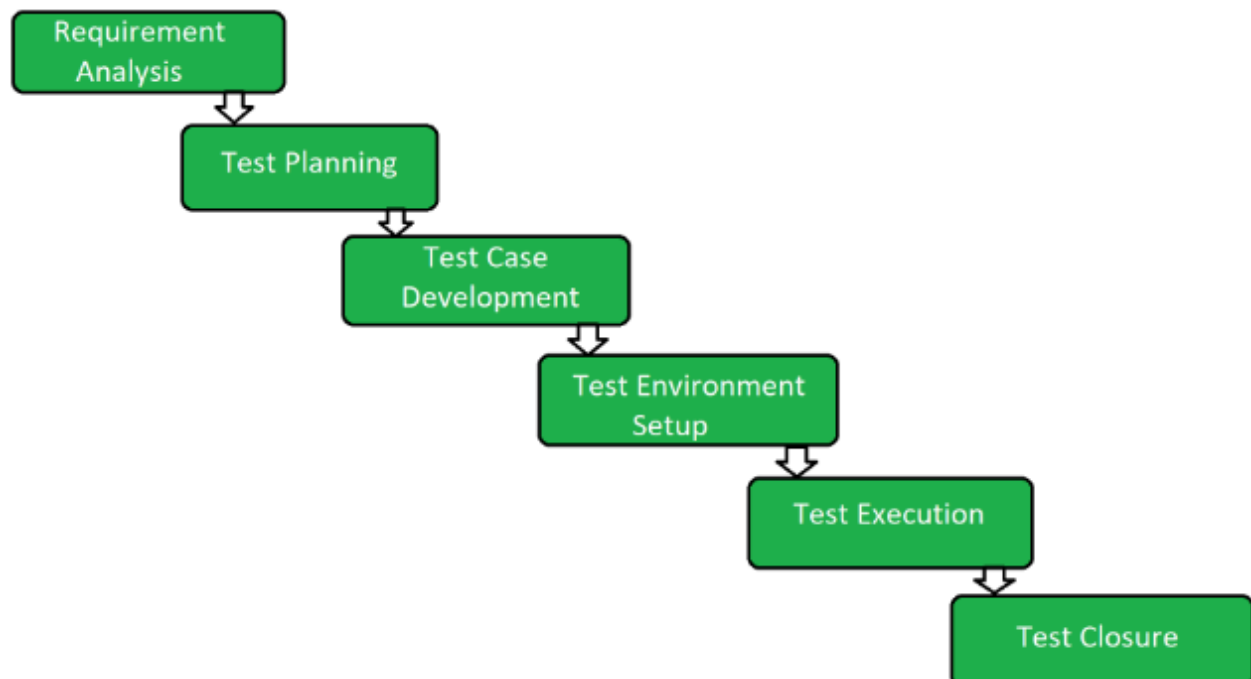 Requirement
Analysis
Test Planning
Test Case
Development
Test Environment
Setup
Test Execution
Test Closure